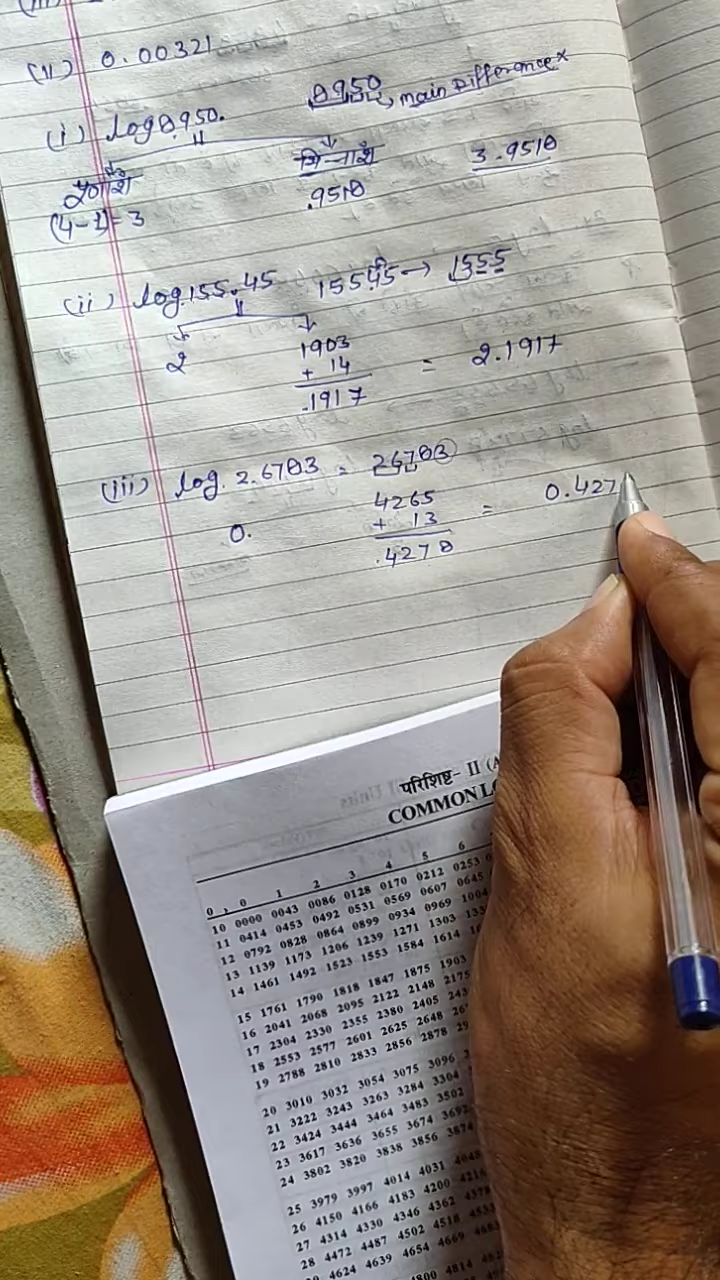 (ii) 0.00321
(i) log 8950. 8950, main Difference ×
पूर्णांश भिन्नांश 3.9518
(4-1)=3 .9518
(ii) log 155.45 15545 → 1555
2 1903
+ 14 = 2.1917
.1917
(iii) log. 2.6783 = 26783
0. 4265
+ 13 = 0.427
.4278
परिशिष्ट- II (A
COMMON LO
0 1 2 3 4 5 6
10 0000 0043 0086 0128 0170 0212 0253
11 0414 0453 0492 0531 0569 0607 0645
12 0792 0828 0864 0899 0934 0969 1004
13 1139 1173 1206 1239 1271 1303 133
14 1461 1492 1523 1553 1584 1614
15 1761 1790 1818 1847 1875 1903
16 2041 2068 2095 2122 2148 2175
17 2304 2330 2355 2380 2405 243
18 2553 2577 2601 2625 2648
19 2788 2810 2833 2856 2878
20 3010 3032 3054 3075 3096
21 3222 3243 3263 3284 3304
22 3424 3444 3464 3483 3502
23 3617 3636 3655 3674 3692
24 3802 3820 3838 3856 3874
25 3979 3997 4014 4031 4048
26 4150 4166 4183 4200 4216
27 4314 4330 4346 4362 4378
28 4472 4487 4502 4518 4533
4624 4639 4654 4669 4683
4800 4814